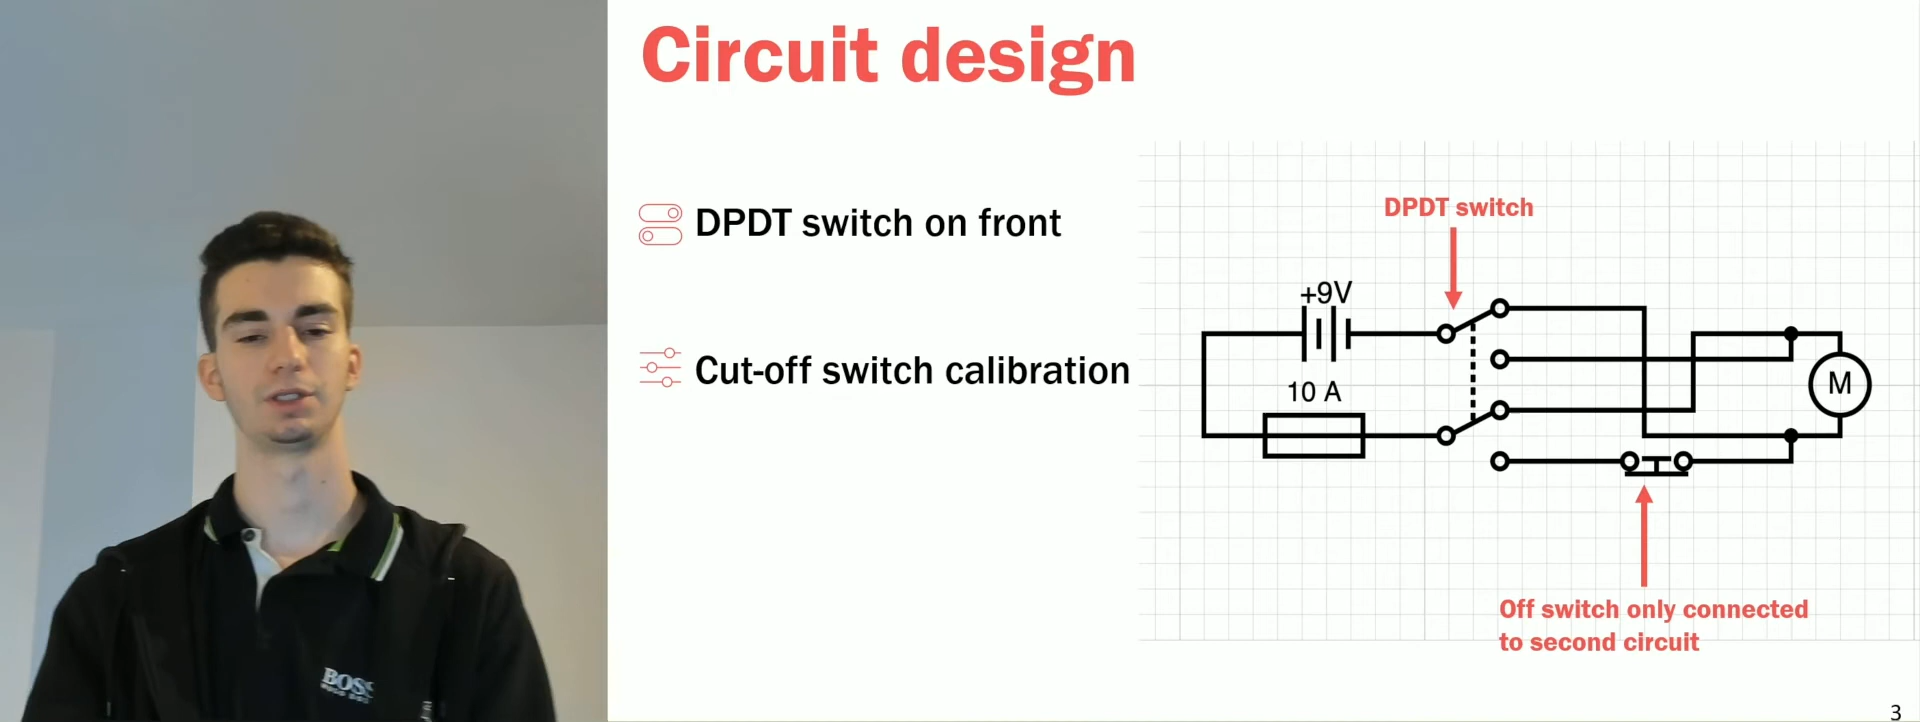 Circuit design
DPDT switch on front
Cut-off switch calibration
DPDT switch
+9V
10 A
M
Off switch only connected
to second circuit
BOSS
3